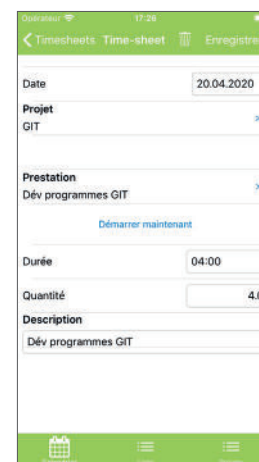 Opérateur 17:26
Timesheets Time-sheet Enregistre
Date 20.04.2020
Projet
GIT
Prestation
Dév programmes GIT
Démarrer maintenant
Durée 04:00
Quantité 4.0
Description
Dév programmes GIT